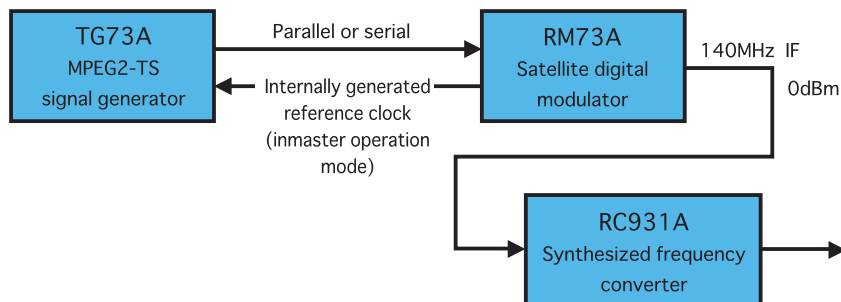 TG73A
MPEG2-TS
signal generator
Parallel or serial
Internally generated
reference clock
(inmaster operation
mode)
RM73A
Satellite digital
modulator
140MHz IF
0dBm
RC931A
Synthesized frequency
converter